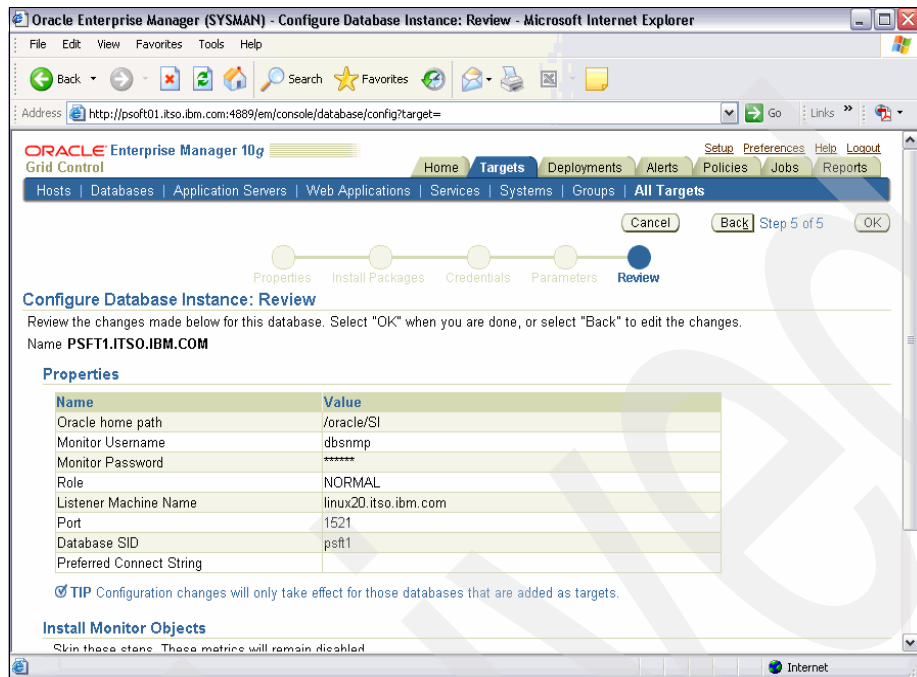 Oracle Enterprise Manager (SYSMAN) - Configure Database Instance: Review - Microsoft Internet Explorer
File Edit View Favorites Tools Help
Back Search Favorites
Address http://psoft01.itso.ibm.com:4889/em/console/database/config?target= Go Links »
ORACLE Enterprise Manager 10g
Grid Control
Setup Preferences Help Logout
Home Targets Deployments Alerts Policies Jobs Reports
Hosts | Databases | Application Servers | Web Applications | Services | Systems | Groups | All Targets
Cancel Back Step 5 of 5 OK
Properties Install Packages Credentials Parameters Review
Configure Database Instance: Review
Review the changes made below for this database. Select "OK" when you are done, or select "Back" to edit the changes.
Name PSFT1.ITSO.IBM.COM
Properties
Name Value
Oracle home path /oracle/SI
Monitor Username dbsnmp
Monitor Password ******
Role NORMAL
Listener Machine Name linux20.itso.ibm.com
Port 1521
Database SID psft1
Preferred Connect String
TIP Configuration changes will only take effect for those databases that are added as targets.
Install Monitor Objects
Skip these steps. These metrics will remain disabled
Internet